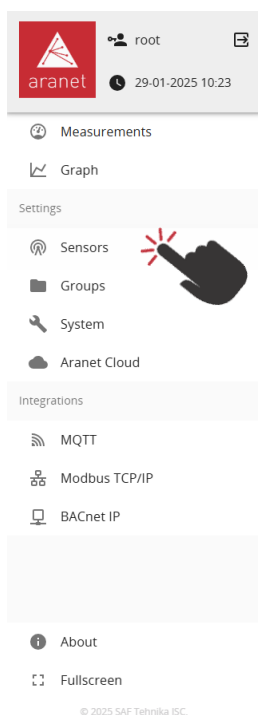 root
aranet
29-01-2025 10:23
Measurements
Graph
Settings
Sensors
Groups
System
Aranet Cloud
Integrations
MQTT
Modbus TCP/IP
BACnet IP
About
Fullscreen
© 2025 SAF Tehnika JSC.